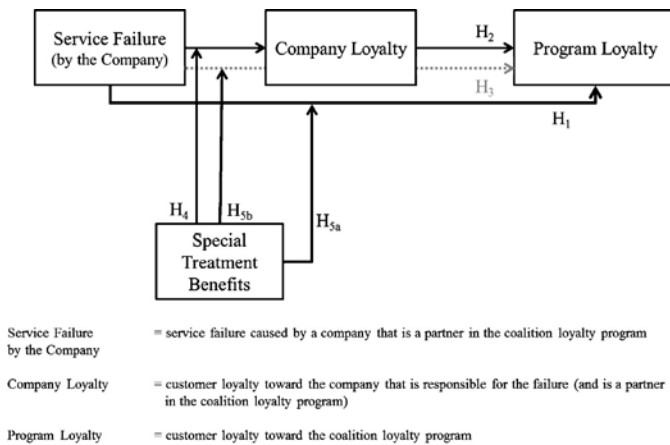 Service Failure
(by the Company)
Company Loyalty
Program Loyalty
H2
H3
H1
H4
H5b
H5a
Special
Treatment
Benefits
Service Failure = service failure caused by a company that is a partner in the coalition loyalty program
by the Company
Company Loyalty = customer loyalty toward the company that is responsible for the failure (and is a partner
in the coalition loyalty program)
Program Loyalty = customer loyalty toward the coalition loyalty program